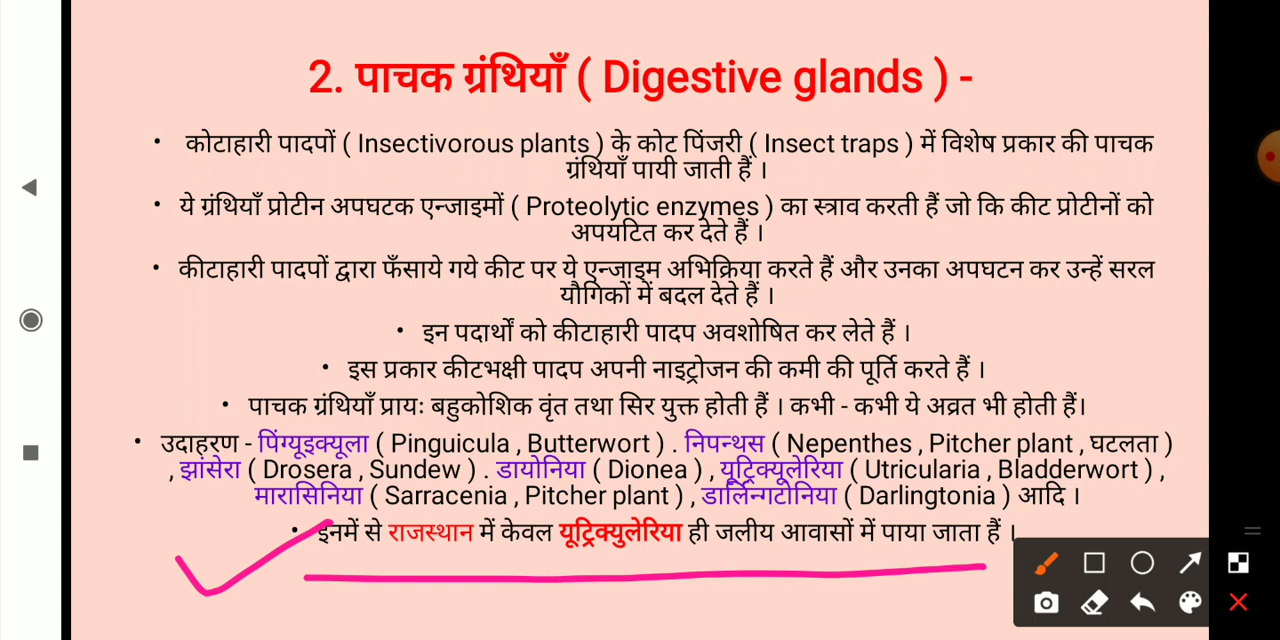 2. पाचक ग्रंथियाँ ( Digestive glands ) -
• कोटाहारी पादपों ( Insectivorous plants ) के कोट पिंजरी ( Insect traps ) में विशेष प्रकार की पाचक
ग्रंथियाँ पायी जाती हैं ।
• ये ग्रंथियाँ प्रोटीन अपघटक एन्जाइमों ( Proteolytic enzymes ) का स्त्राव करती हैं जो कि कीट प्रोटीनों को
अपयटित कर देते हैं ।
• कीटाहारी पादपों द्वारा फँसाये गये कीट पर ये एन्जाइम अभिक्रिया करते हैं और उनका अपघटन कर उन्हें सरल
यौगिकों में बदल देते हैं ।
• इन पदार्थों को कीटाहारी पादप अवशोषित कर लेते हैं ।
• इस प्रकार कीटभक्षी पादप अपनी नाइट्रोजन की कमी की पूर्ति करते हैं ।
• पाचक ग्रंथियाँ प्रायः बहुकोशिक वृंत तथा सिर युक्त होती हैं । कभी - कभी ये अव्रत भी होती हैं।
• उदाहरण - पिंग्यूइक्यूला ( Pinguicula , Butterwort ) . निपन्थस ( Nepenthes , Pitcher plant , घटलता )
, झांसेरा ( Drosera , Sundew ) . डायोनिया ( Dionea ) , यूट्रिक्यूलेरिया ( Utricularia , Bladderwort ) ,
मारासिनिया ( Sarracenia , Pitcher plant ) , डार्लिन्गटोनिया ( Darlingtonia ) आदि ।
• इनमें से राजस्थान में केवल यूट्रिक्युलेरिया ही जलीय आवासों में पाया जाता हैं ।